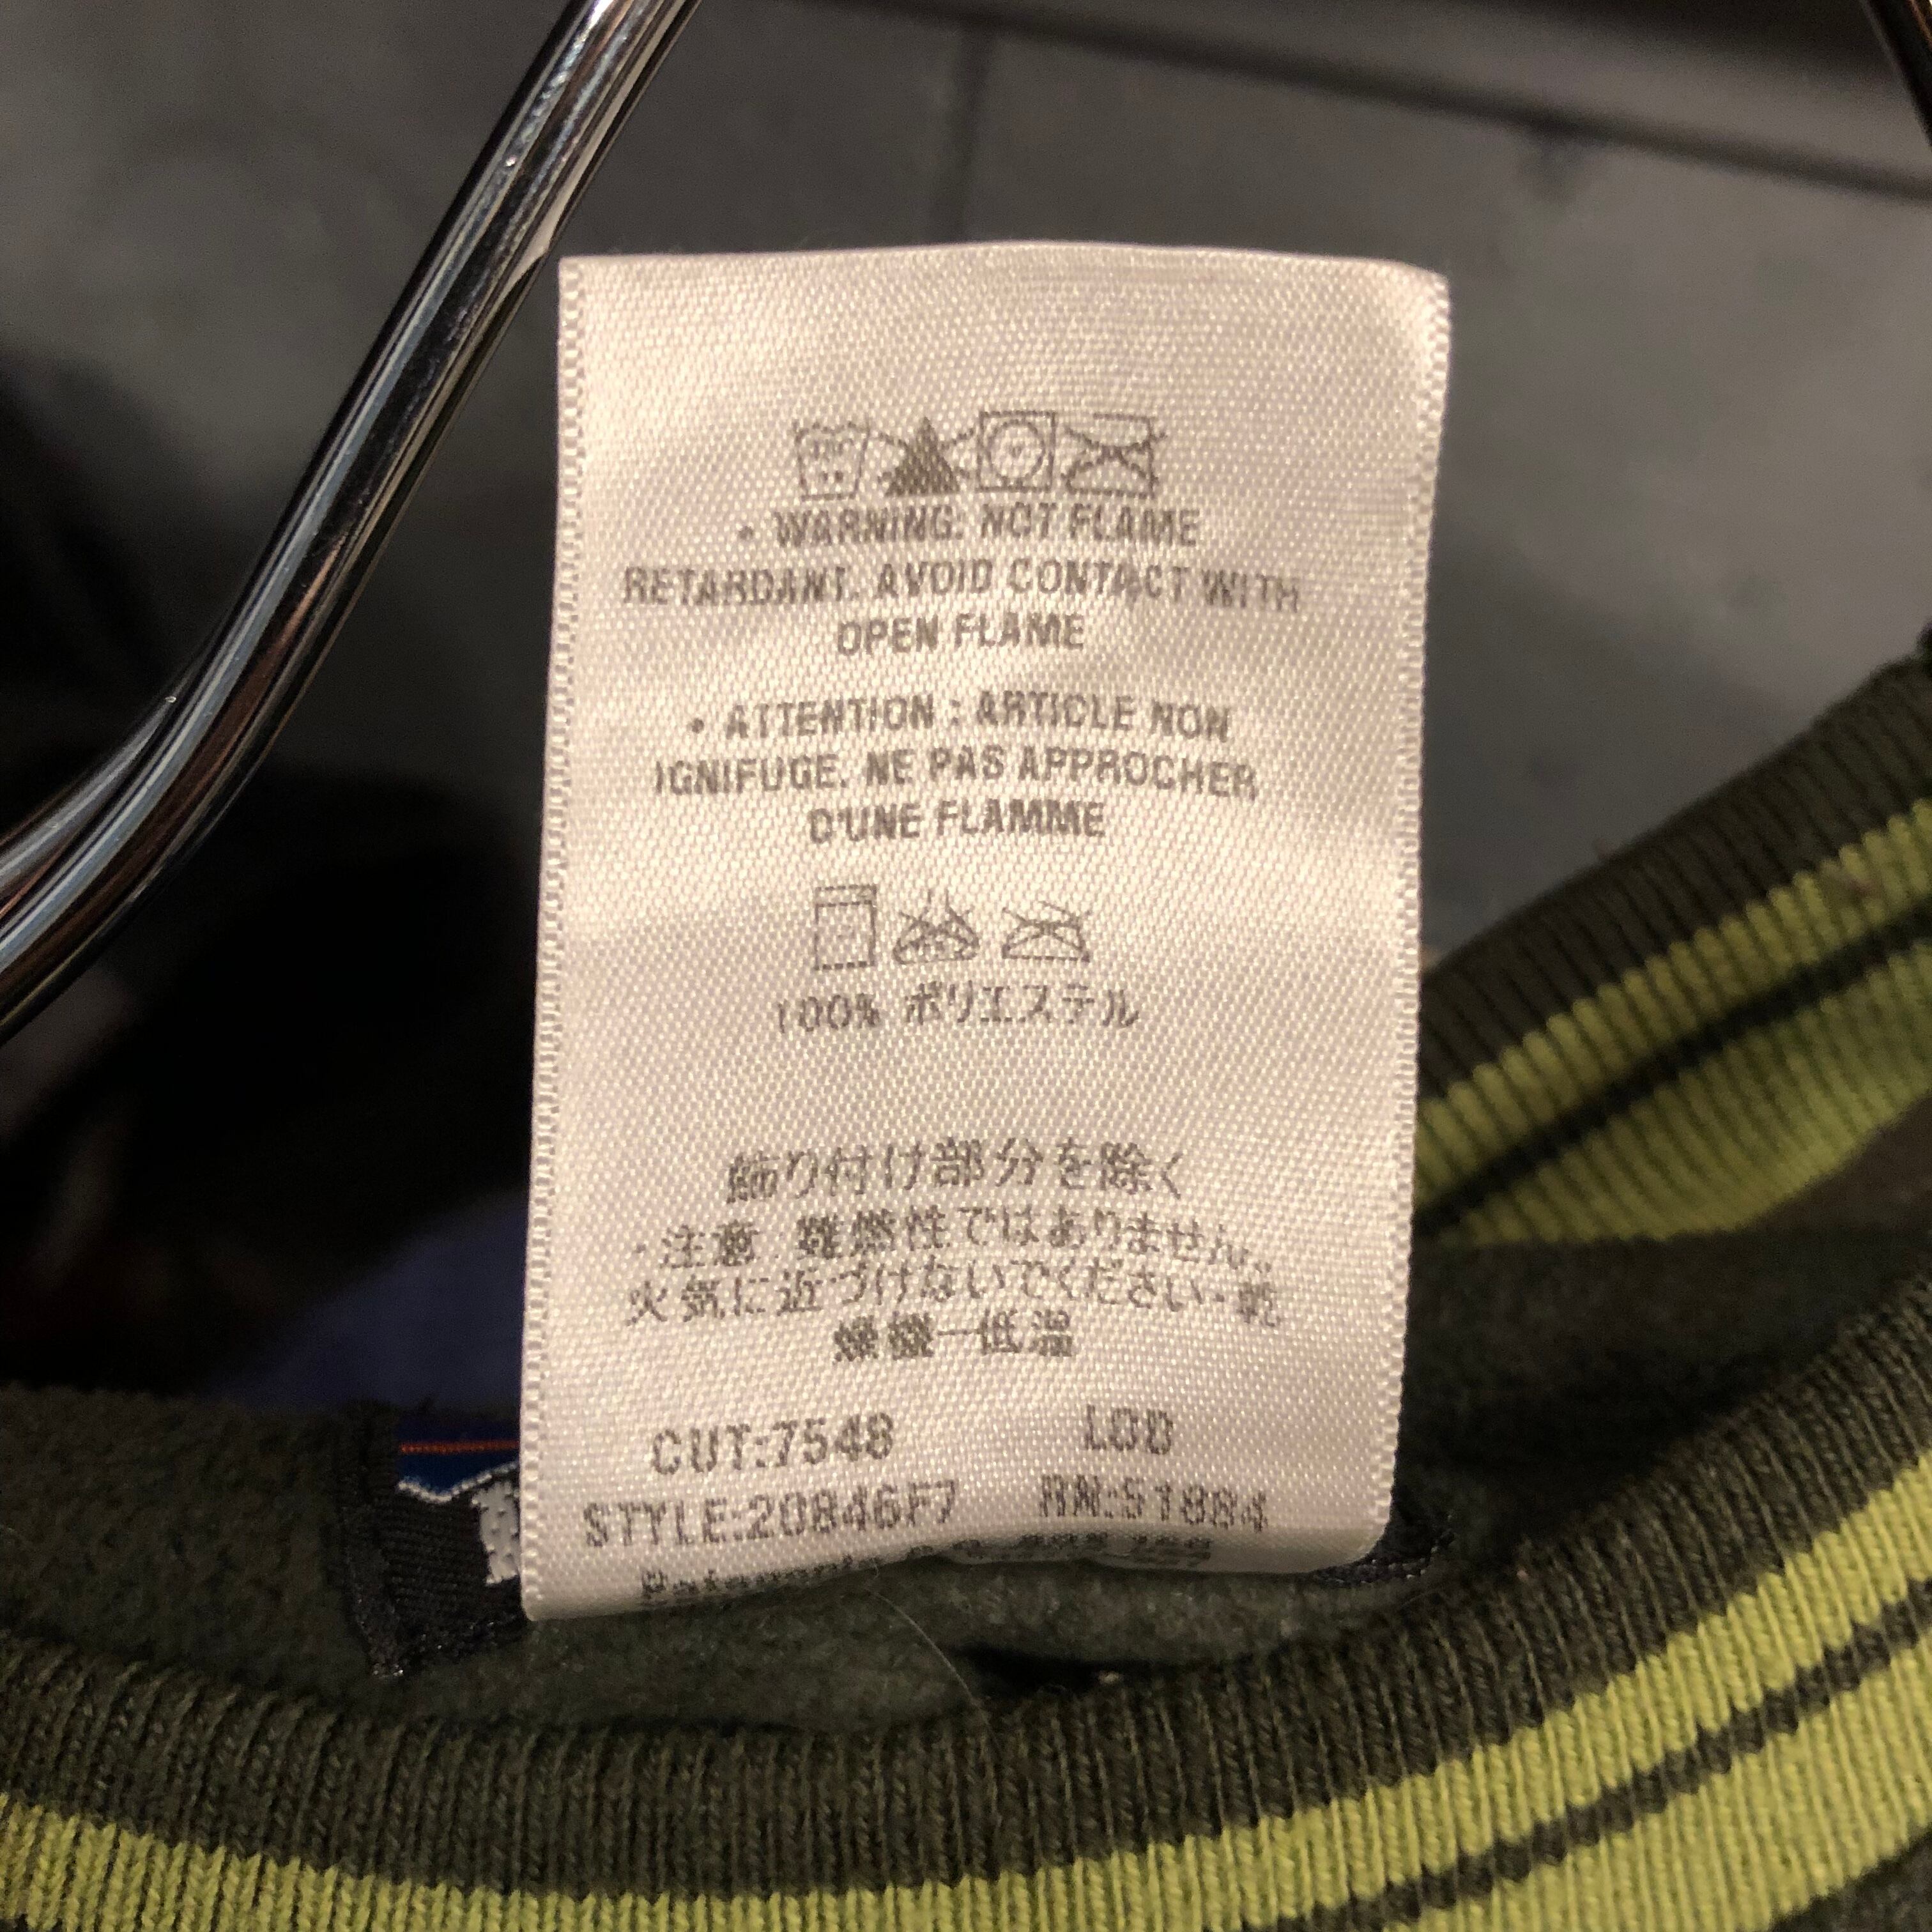 • WARNING: NOT FLAME
RETARDANT. AVOID CONTACT WITH
OPEN FLAME
• ATTENTION : ARTICLE NON
IGNIFUGE. NE PAS APPROCHER
D'UNE FLAMME
100% ポリエステル
飾り付け部分を除く
・注意 難燃性ではありません。
火気に近づけないでください・乾
燥機一低温
CUT:7548 LOD
STYLE:20846F7 RN:51884